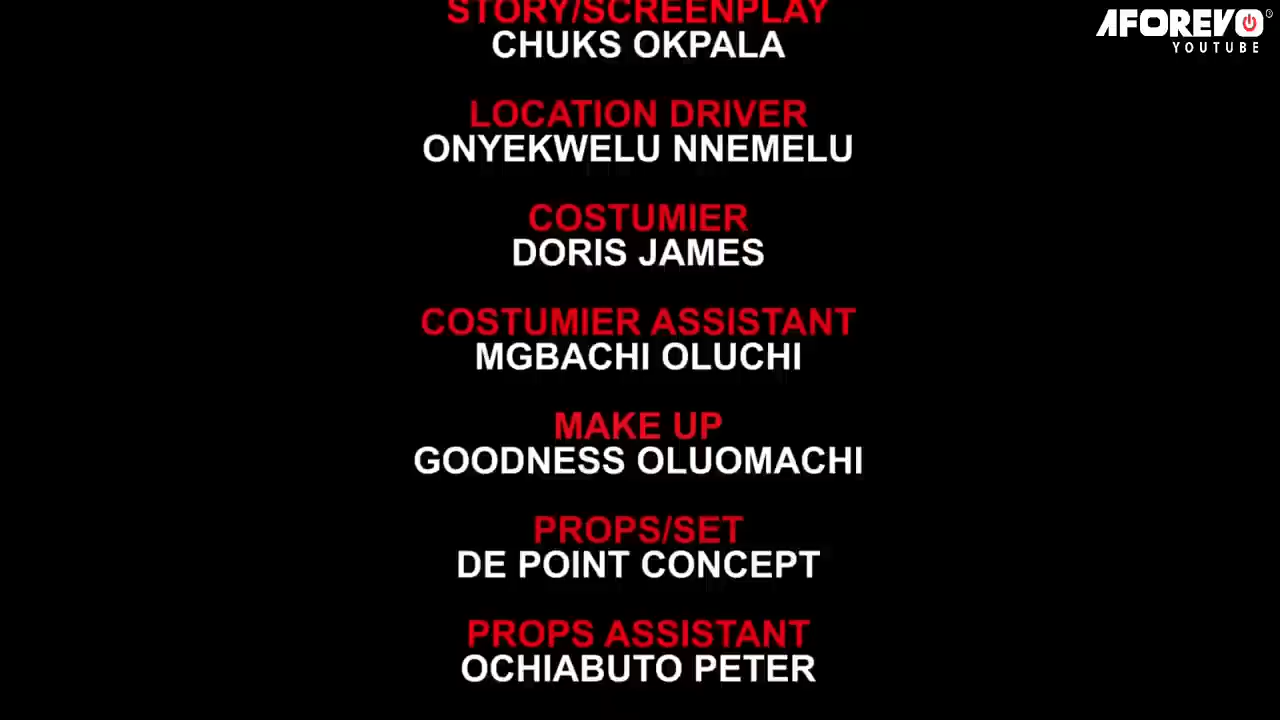 STORY/SCREENPLAY
CHUKS OKPALA
AFOREVO
YOUTUBE
LOCATION DRIVER
ONYEKWELU NNEMELU
COSTUMIER
DORIS JAMES
COSTUMIER ASSISTANT
MGBACHI OLUCHI
MAKE UP
GOODNESS OLUOMACHI
PROPS/SET
DE POINT CONCEPT
PROPS ASSISTANT
OCHIABUTO PETER